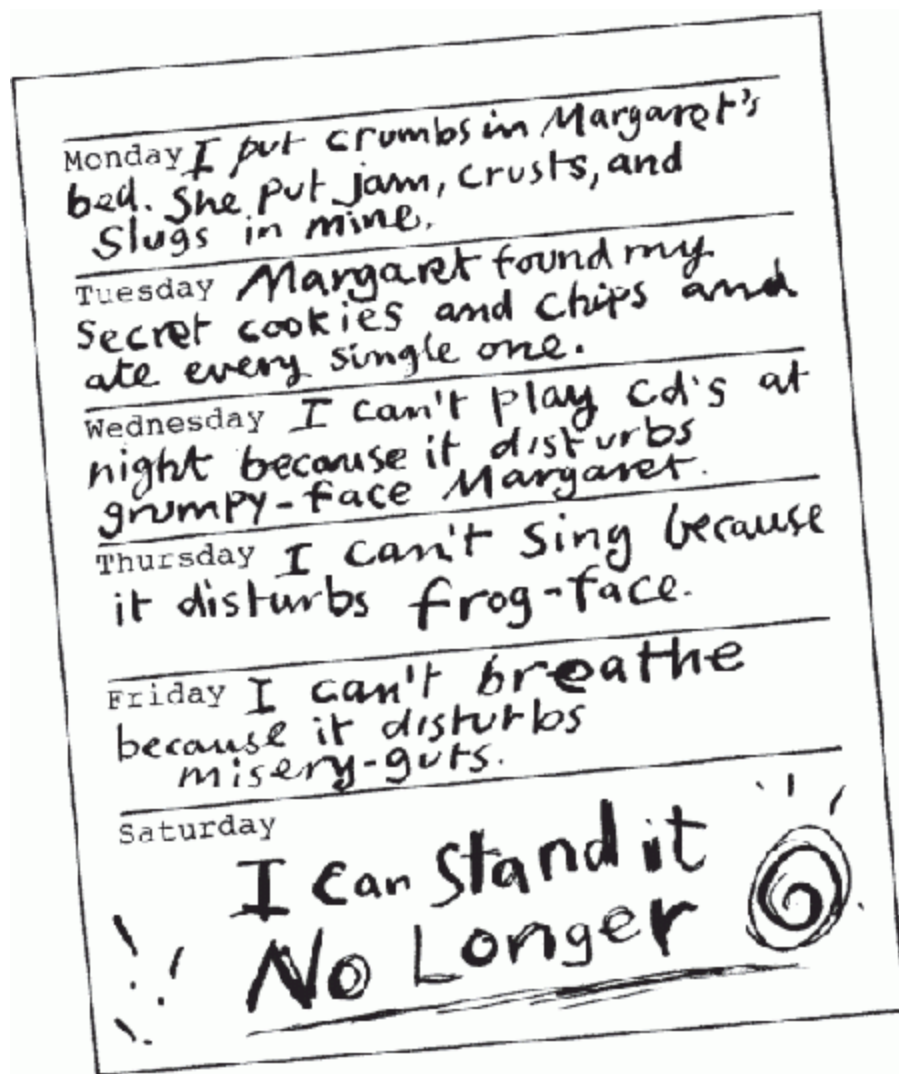 Monday I put crumbs in Margaret's
bed. She put jam, crusts, and
slugs in mine.
Tuesday Margaret found my
secret cookies and chips and
ate every single one.
Wednesday I can't play cd's at
night because it disturbs
grumpy-face Margaret.
Thursday I can't sing because
it disturbs frog-face.
Friday I can't breathe
because it disturbs
misery-guts.
Saturday
I can stand it
No Longer